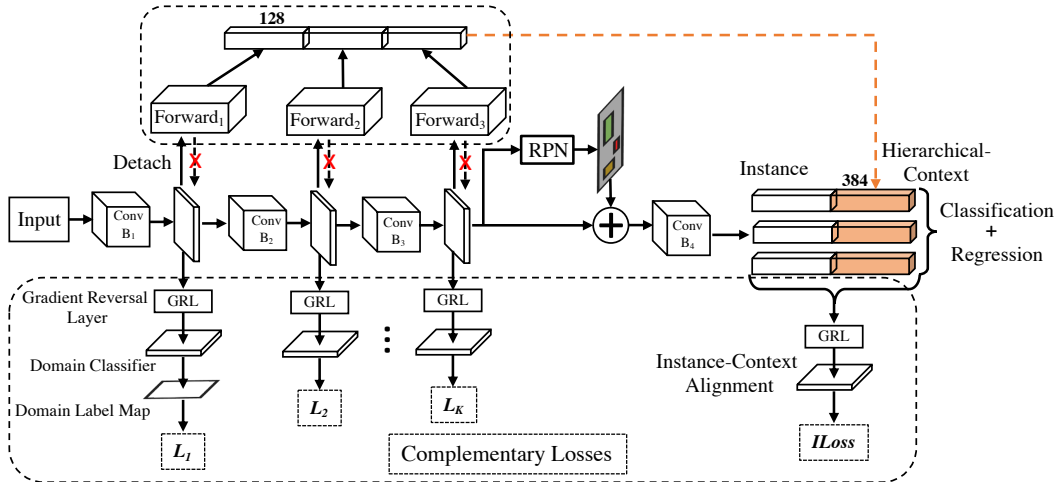 128
Forward1
Forward2
Forward3
Detach
X
X
X
RPN
Hierarchical-
Context
Instance
384
Input
Conv
B1
Conv
B2
Conv
B3
Conv
B4
Classification
+
Regression
Gradient Reversal
Layer
GRL
GRL
GRL
GRL
Domain Classifier
Instance-Context
Alignment
Domain Label Map
L1
L2
LK
ILoss
Complementary Losses